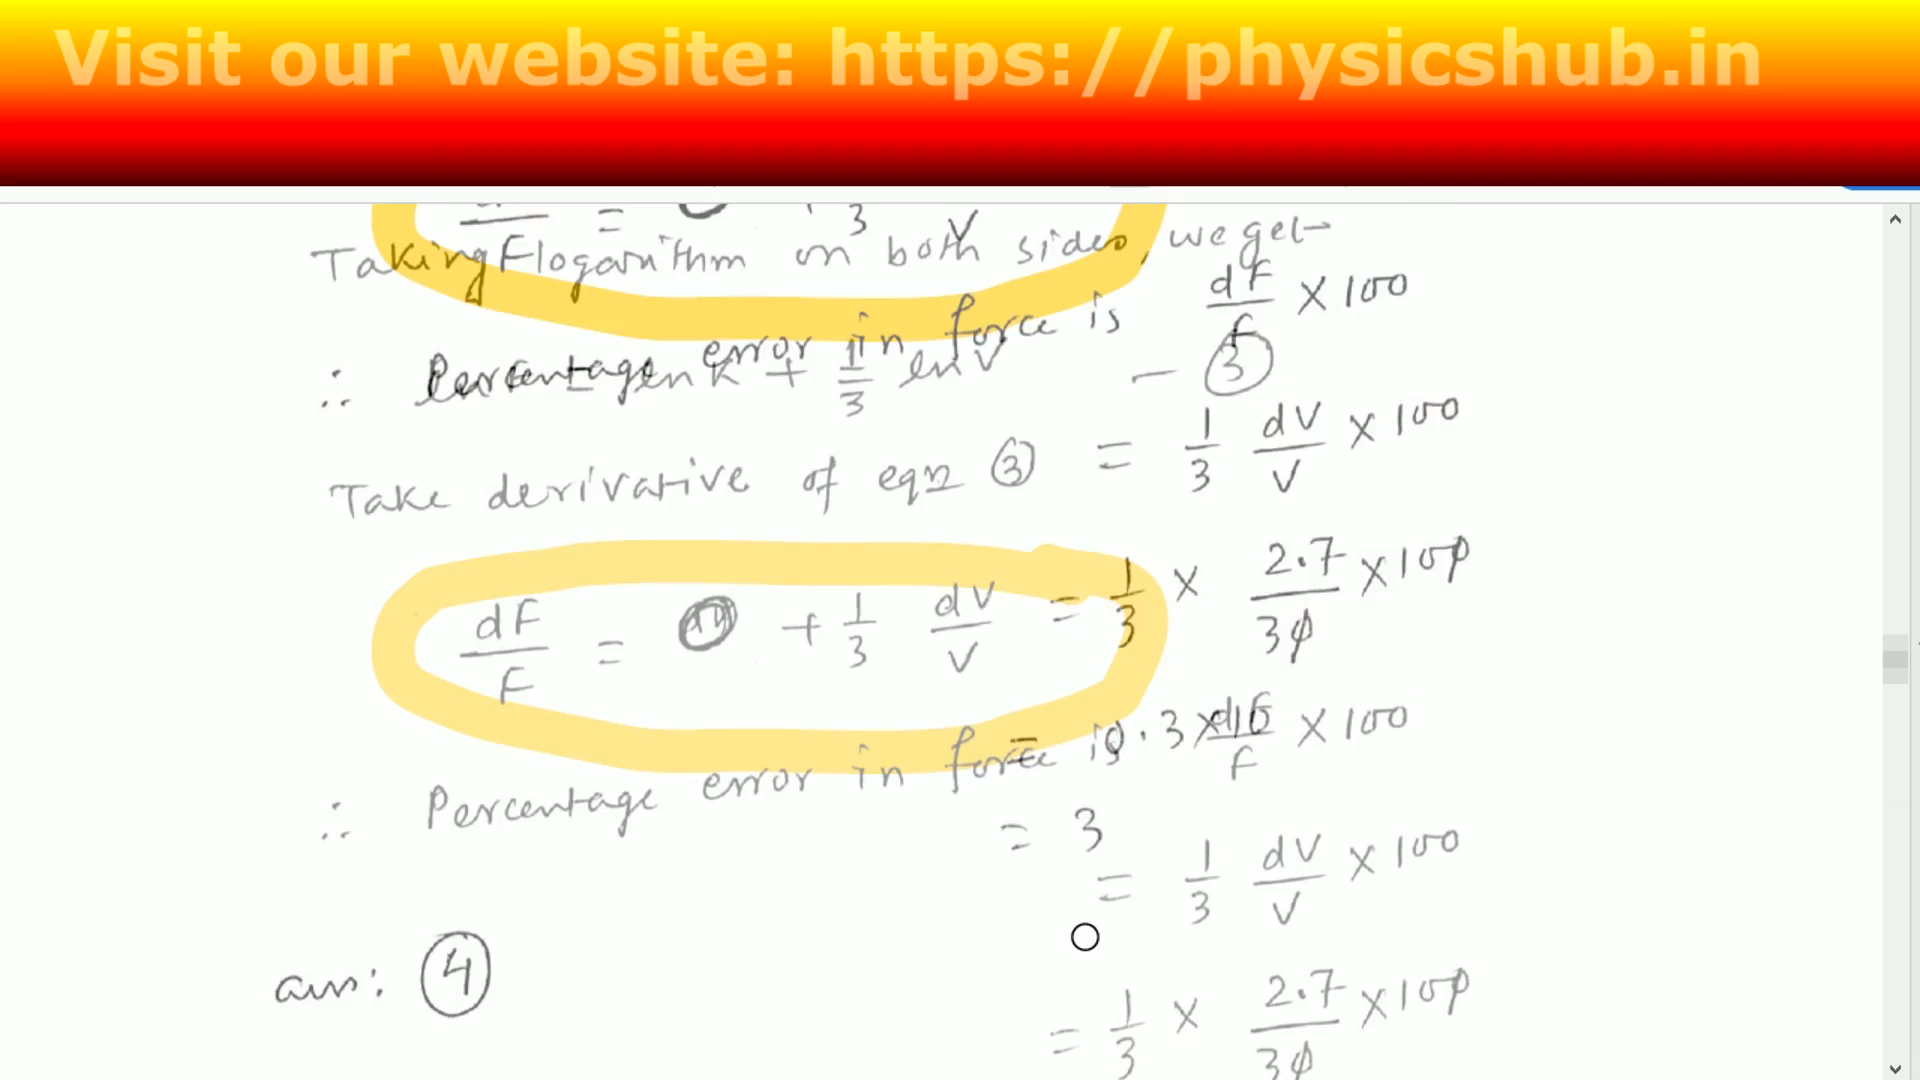 Visit our website: https://physicshub.in
= 3 V
Taking logarithm on both sides, we get
∴ Percentage error in force is dF/F × 100
ln K + 1/3 ln V — ③
= 1/3 dV/V × 100
Take derivative of eqn ③
= 1/3 × 2.7/30 × 100
dF/F = 0 + 1/3 dV/V
= 0.3 × 10
∴ Percentage error in force is dF/F × 100
= 3
= 1/3 dV/V × 100
ans: ④
= 1/3 × 2.7/30 × 100